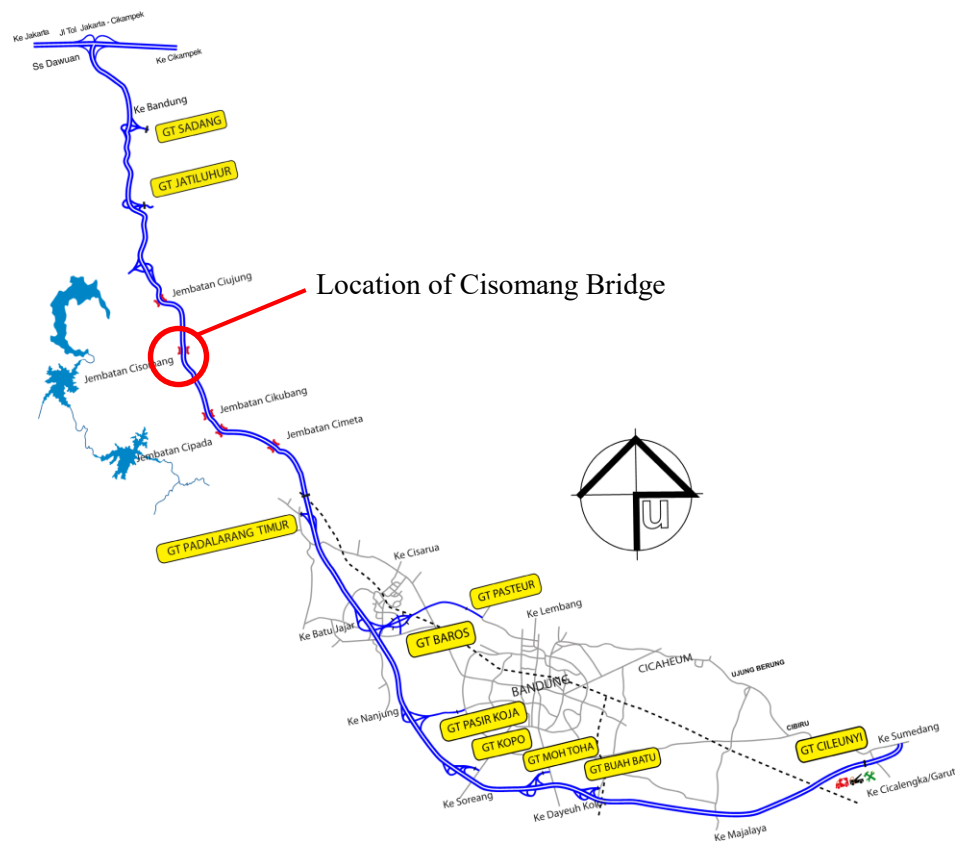 Ke Jakarta
Jl Tol Jakarta - Cikampek
Ss Dawuan
Ke Cikampek
Ke Bandung
GT SADANG
GT JATILUHUR
Jembatan Ciujung
Location of Cisomang Bridge
Jembatan Cisomang
Jembatan Cikubang
Jembatan Cipada
Jembatan Cimeta
u
GT PADALARANG TIMUR
Ke Cisarua
GT PASTEUR
Ke Lembang
Ke Batu Jajar
GT BAROS
CICAHEUM
UJUNG BERUNG
BANDUNG
Ke Nanjung
GT PASIR KOJA
CIBIRU
Ke Sumedang
GT KOPO
GT MOH TOHA
GT CILEUNYI
GT BUAH BATU
Ke Cicalengka/Garut
Ke Soreang
Ke Dayeuh Kolot
Ke Majalaya